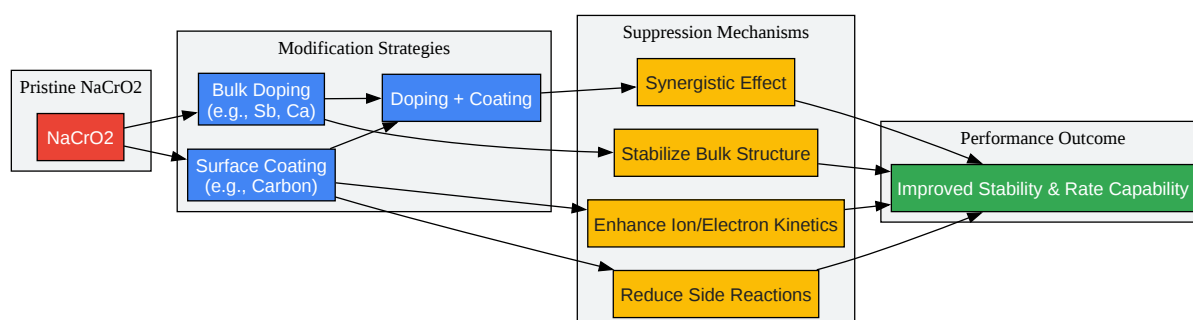 Pristine NaCrO2
NaCrO2
Modification Strategies
Bulk Doping
(e.g., Sb, Ca)
Doping + Coating
Surface Coating
(e.g., Carbon)
Suppression Mechanisms
Synergistic Effect
Stabilize Bulk Structure
Enhance Ion/Electron Kinetics
Reduce Side Reactions
Performance Outcome
Improved Stability & Rate Capability